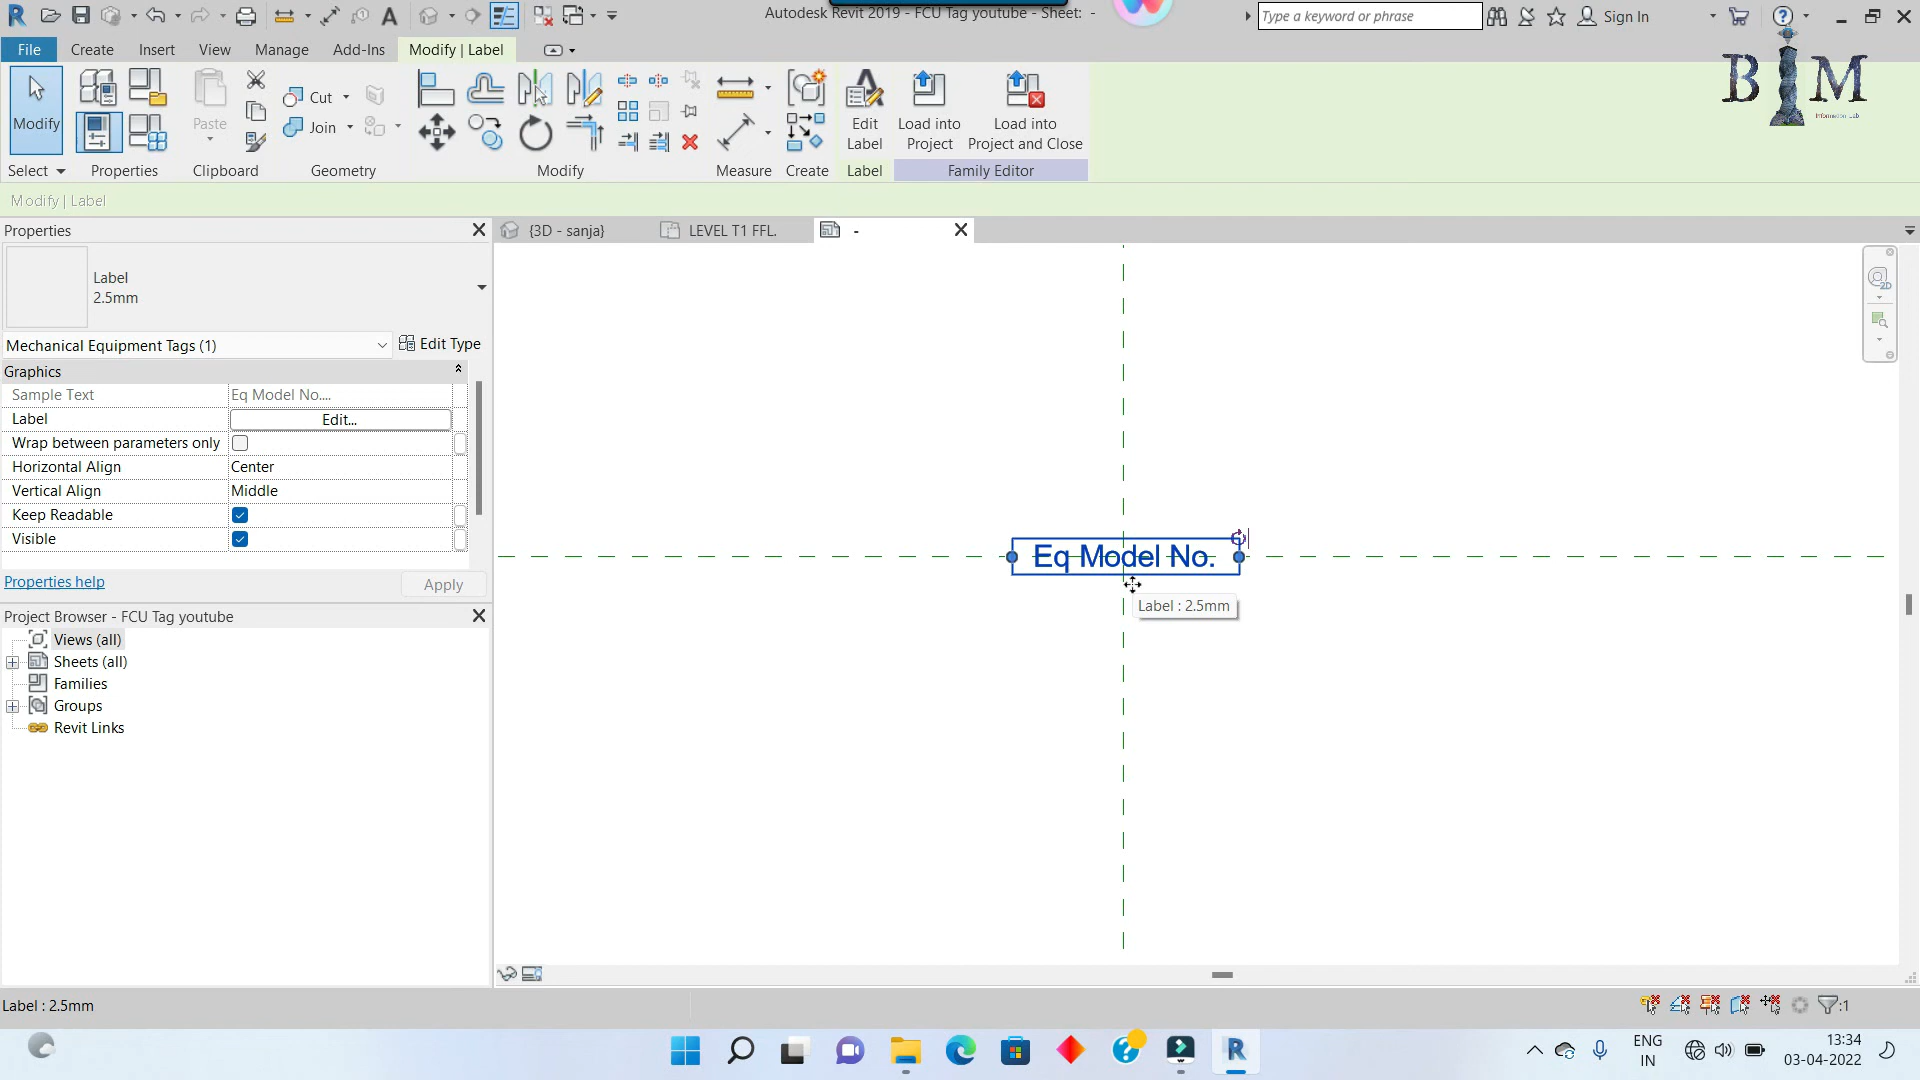 Autodesk Revit 2019 - FCU Tag youtube - Sheet: -
Type a keyword or phrase
Sign In
File Create Insert View Manage Add-Ins Modify | Label
BIM
Information Lab
Modify
Paste
Cut
Join
Edit Label
Load into Project
Load into Project and Close
Select Properties Clipboard Geometry Modify Measure Create Label Family Editor
Modify | Label
Properties
{3D - sanja}
LEVEL T1 FFL.
-
Label
2.5mm
Mechanical Equipment Tags (1)
Edit Type
Graphics
Sample Text Eq Model No....
Label Edit...
Wrap between parameters only
Horizontal Align Center
Vertical Align Middle
Keep Readable
Visible
Properties help
Apply
Eq Model No.
Label : 2.5mm
2D
Project Browser - FCU Tag youtube
Views (all)
Sheets (all)
Families
Groups
Revit Links
Label : 2.5mm
:1
ENG
IN
13:34
03-04-2022